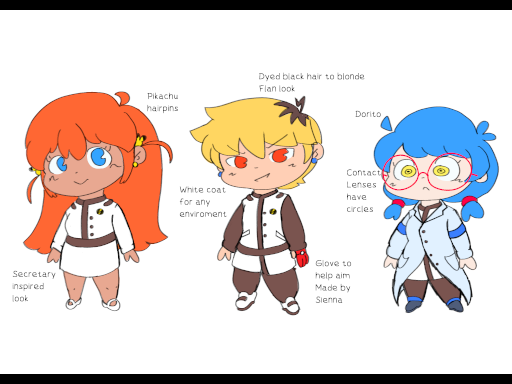 Pikachu
hairpins
Secretary
inspired
look
Dyed black hair to blonde
Flan look
White coat
for any
enviroment
Glove to
help aim
Made by
Sienna
Dorito
Contact
Lenses
have
circles